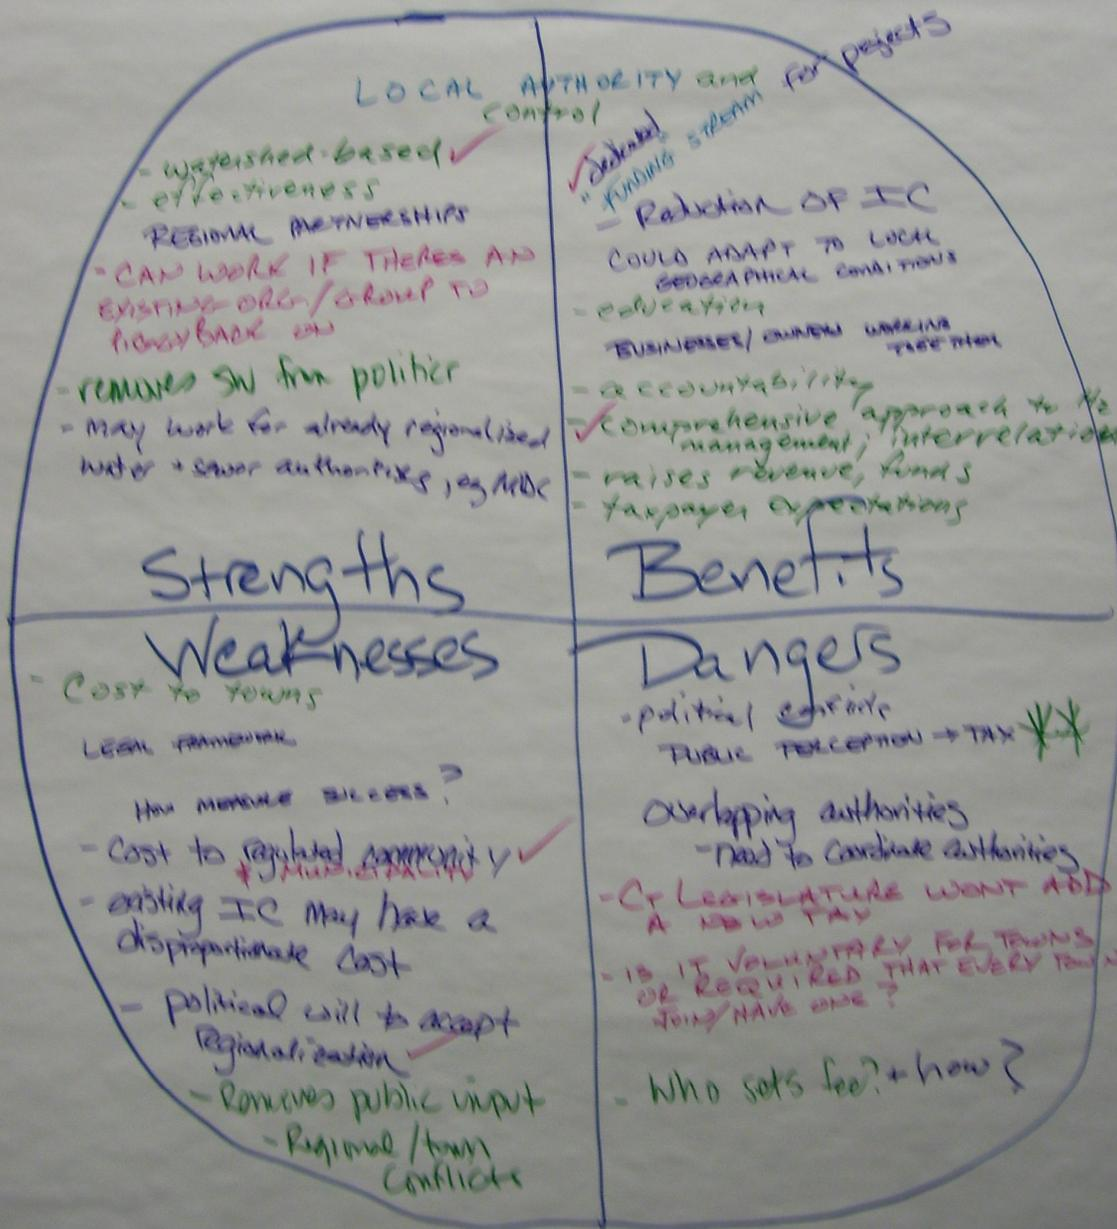 LOCAL AUTHORITY and
control
- watershed-based ✓
- effectiveness
REGIONAL PARTNERSHIPS
- CAN WORK IF THERES AN
EXISTING ORG/GROUP TO
PIGGYBACK ON
- removes SW from politics
- May work for already regionalized
water + sewer authorities, eg MDC
Strengths
✓ Dedicated
"FUNDING STREAM for pejects
- Reduction OF IC
COULD ADAPT TO LOCAL
GEOGRAPHICAL CONDITIONS
- education
BUSINESSES/OWNERS WORKING
TOGETHER
- accountability
✓ comprehensive approach to
management; interrelation
- raises revenue, funds
- taxpayer expectations
Benefits
Weaknesses
- Cost to towns
LEGAL FRAMEWORK
HOW MEASURE SUCCESS?
- Cost to regulated community ✓
* MUNICIPALITY
- existing IC May have a
disproportionate cost
- political will to accept
regionalization ✓
- Removes public input
- Regional/town
conflicts
Dangers
- political
PUBLIC PERCEPTION → TAX **
Overlapping authorities
- need to coordinate authorities
- CT LEGISLATURE WONT ADD
A NEW TAX
- IS IT VOLUNTARY FOR TOWNS
OR REQUIRED THAT EVERY TOWN
JOIN/HAVE ONE?
- Who sets fee? + how?